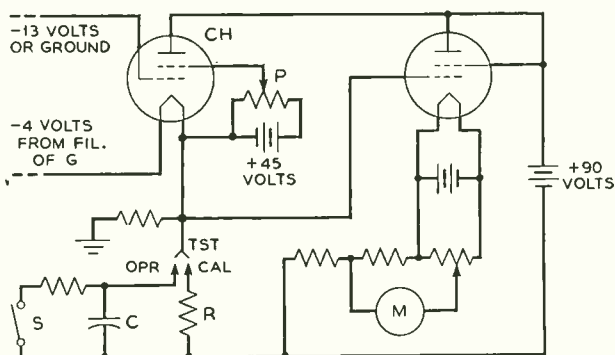 -13 VOLTS
OR GROUND
CH
P
-4 VOLTS
FROM FIL.
OF G
+45
VOLTS
+90
VOLTS
TST
OPR
CAL
S
C
R
M